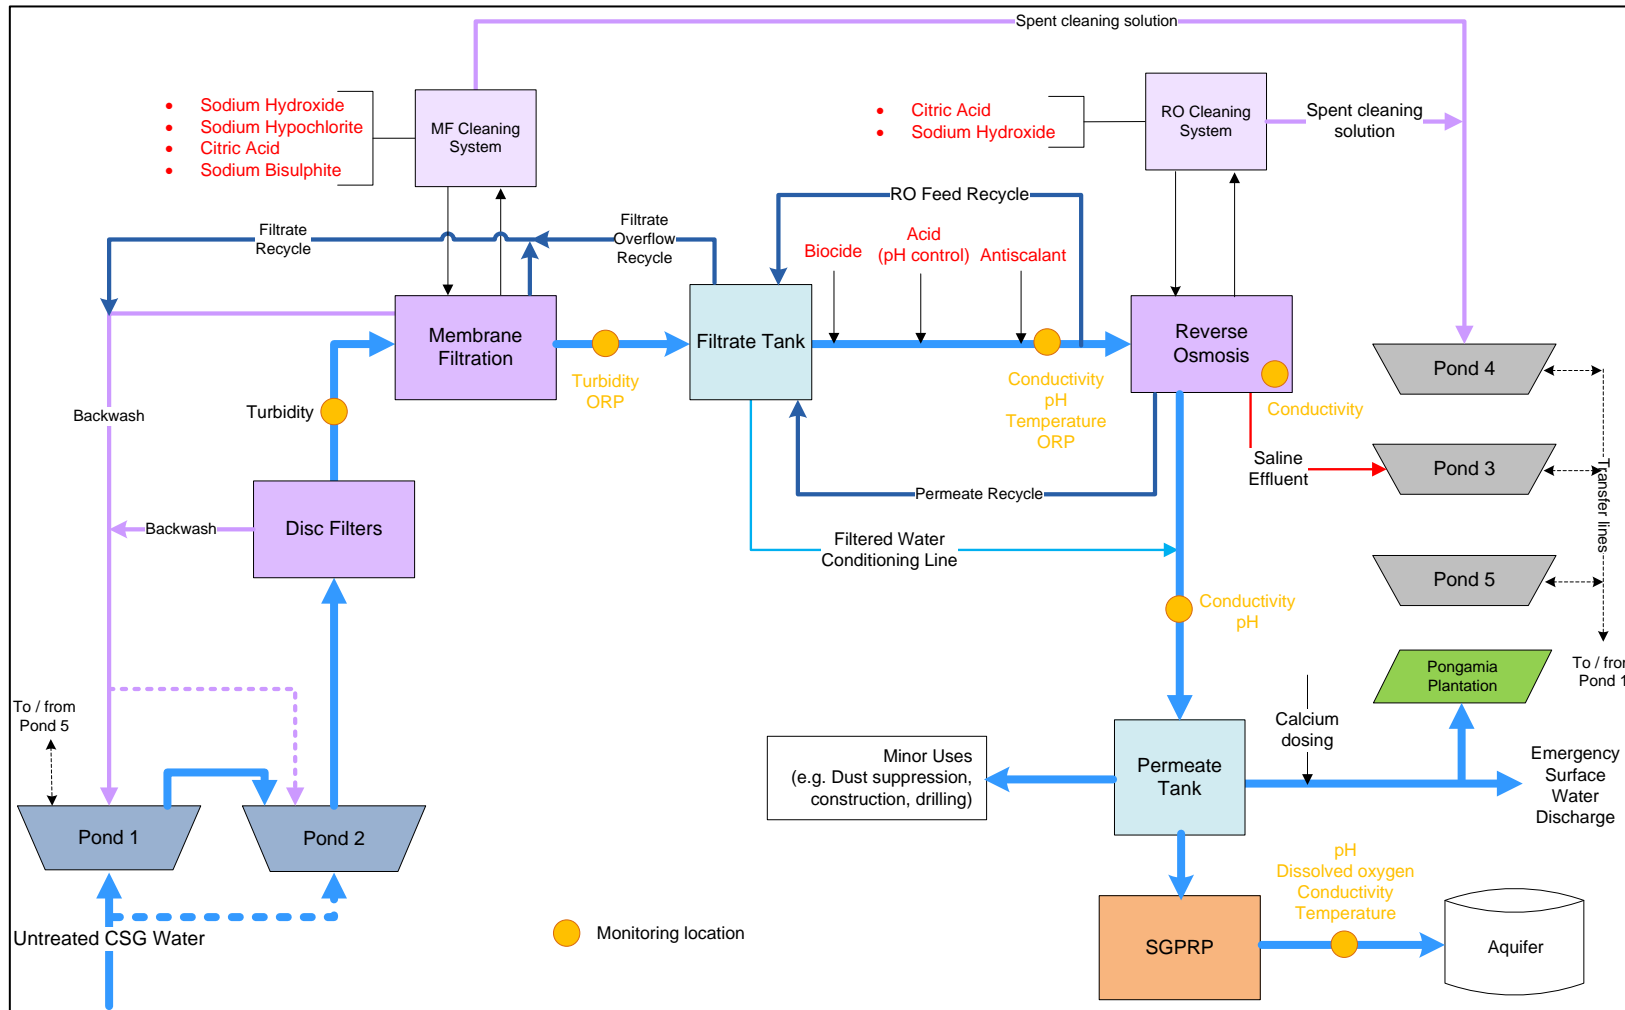 Spent cleaning solution
Sodium Hydroxide
Sodium Hypochlorite
Citric Acid
Sodium Bisulphite
MF Cleaning
System
Citric Acid
Sodium Hydroxide
RO Cleaning
System
Spent cleaning
solution
Filtrate
Recycle
Filtrate
Overflow
Recycle
RO Feed Recycle
Biocide
Acid
(pH control)
Antiscalant
Membrane
Filtration
Filtrate Tank
Reverse
Osmosis
Pond 4
Turbidity
ORP
Conductivity
pH
Temperature
ORP
Conductivity
Backwash
Turbidity
Saline
Effluent
Pond 3
Transfer lines
Permeate Recycle
Disc Filters
Backwash
Filtered Water
Conditioning Line
Pond 5
Conductivity
pH
To / from
Pond 1
Pongamia
Plantation
To / from
Pond 5
Calcium
dosing
Minor Uses
(e.g. Dust suppression,
construction, drilling)
Permeate
Tank
Emergency
Surface
Water
Discharge
Pond 1
Pond 2
pH
Dissolved oxygen
Conductivity
Temperature
Untreated CSG Water
Monitoring location
SGPRP
Aquifer